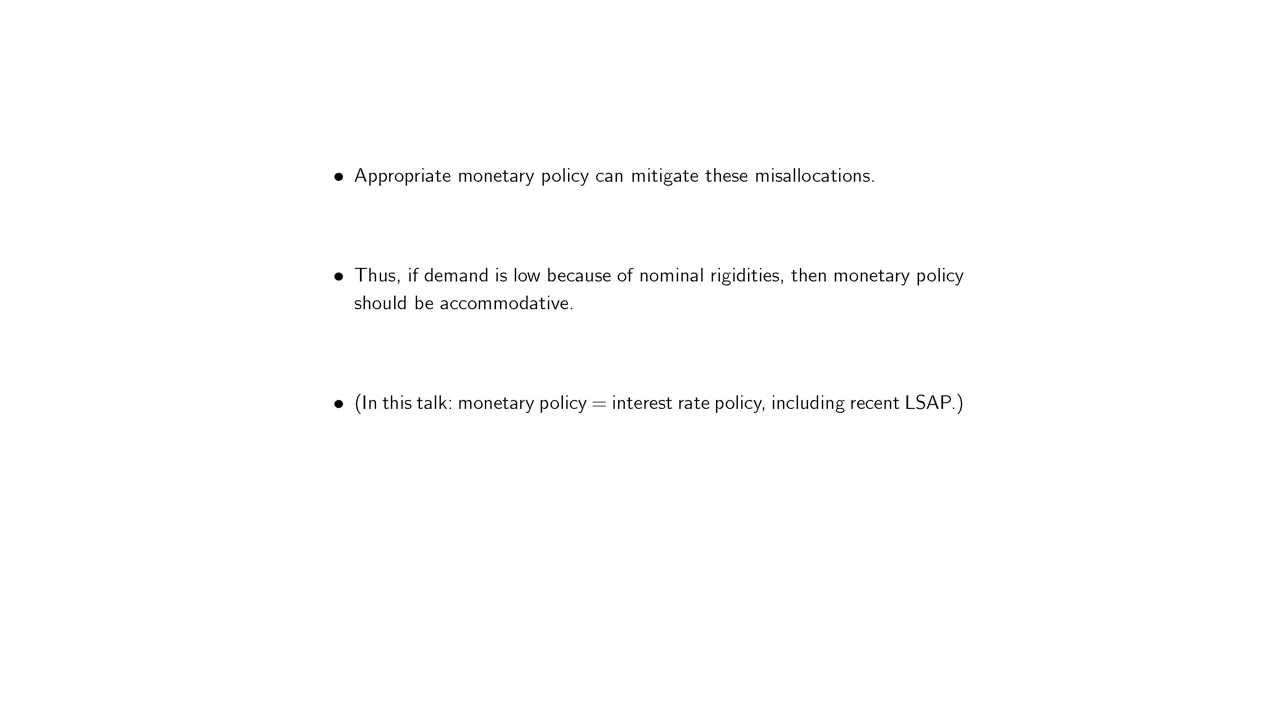 • Appropriate monetary policy can mitigate these misallocations.
• Thus, if demand is low because of nominal rigidities, then monetary policy
should be accommodative.
• (In this talk: monetary policy = interest rate policy, including recent LSAP.)